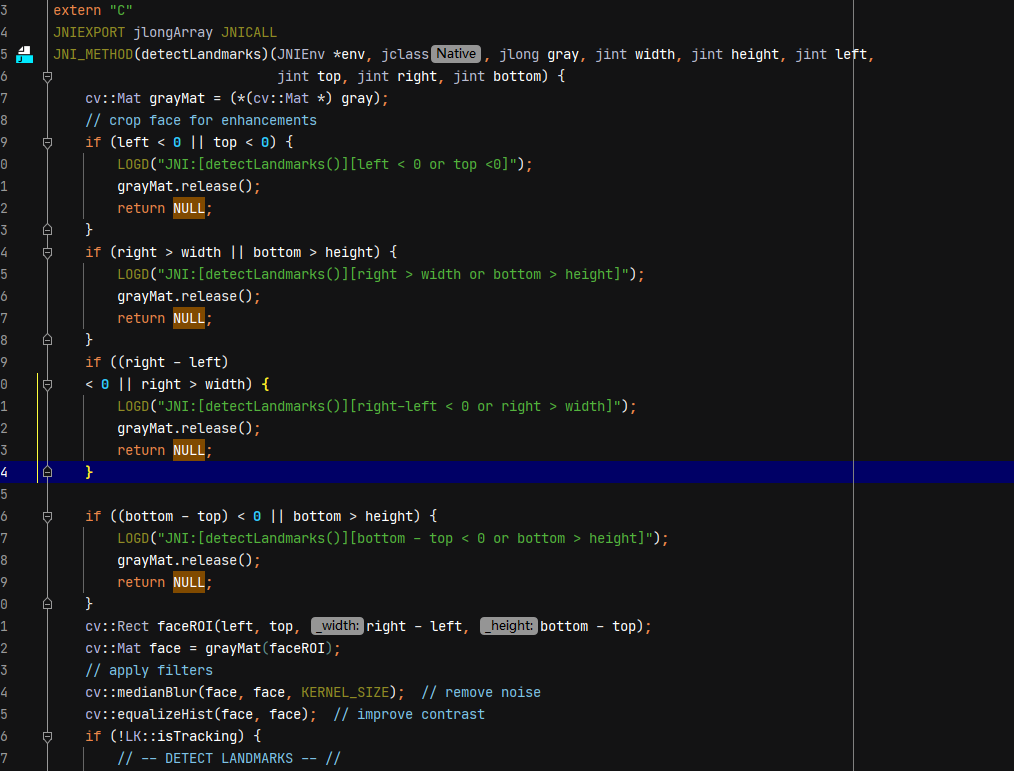 3 extern "C"
4 JNIEXPORT jlongArray JNICALL
5 JNI_METHOD(detectLandmarks)(JNIEnv *env, jclass Native , jlong gray, jint width, jint height, jint left,
6 jint top, jint right, jint bottom) {
7 cv::Mat grayMat = (*(cv::Mat *) gray);
8 // crop face for enhancements
9 if (left < 0 || top < 0) {
0 LOGD("JNI:[detectLandmarks()][left < 0 or top <0]");
1 grayMat.release();
2 return NULL;
3 }
4 if (right > width || bottom > height) {
5 LOGD("JNI:[detectLandmarks()][right > width or bottom > height]");
6 grayMat.release();
7 return NULL;
8 }
9 if ((right - left)
0 < 0 || right > width) {
1 LOGD("JNI:[detectLandmarks()][right-left < 0 or right > width]");
2 grayMat.release();
3 return NULL;
4 }
5
6 if ((bottom - top) < 0 || bottom > height) {
7 LOGD("JNI:[detectLandmarks()][bottom - top < 0 or bottom > height]");
8 grayMat.release();
9 return NULL;
0 }
1 cv::Rect faceROI(left, top, _width: right - left, _height: bottom - top);
2 cv::Mat face = grayMat(faceROI);
3 // apply filters
4 cv::medianBlur(face, face, KERNEL_SIZE); // remove noise
5 cv::equalizeHist(face, face); // improve contrast
6 if (!LK::isTracking) {
7 // -- DETECT LANDMARKS -- //